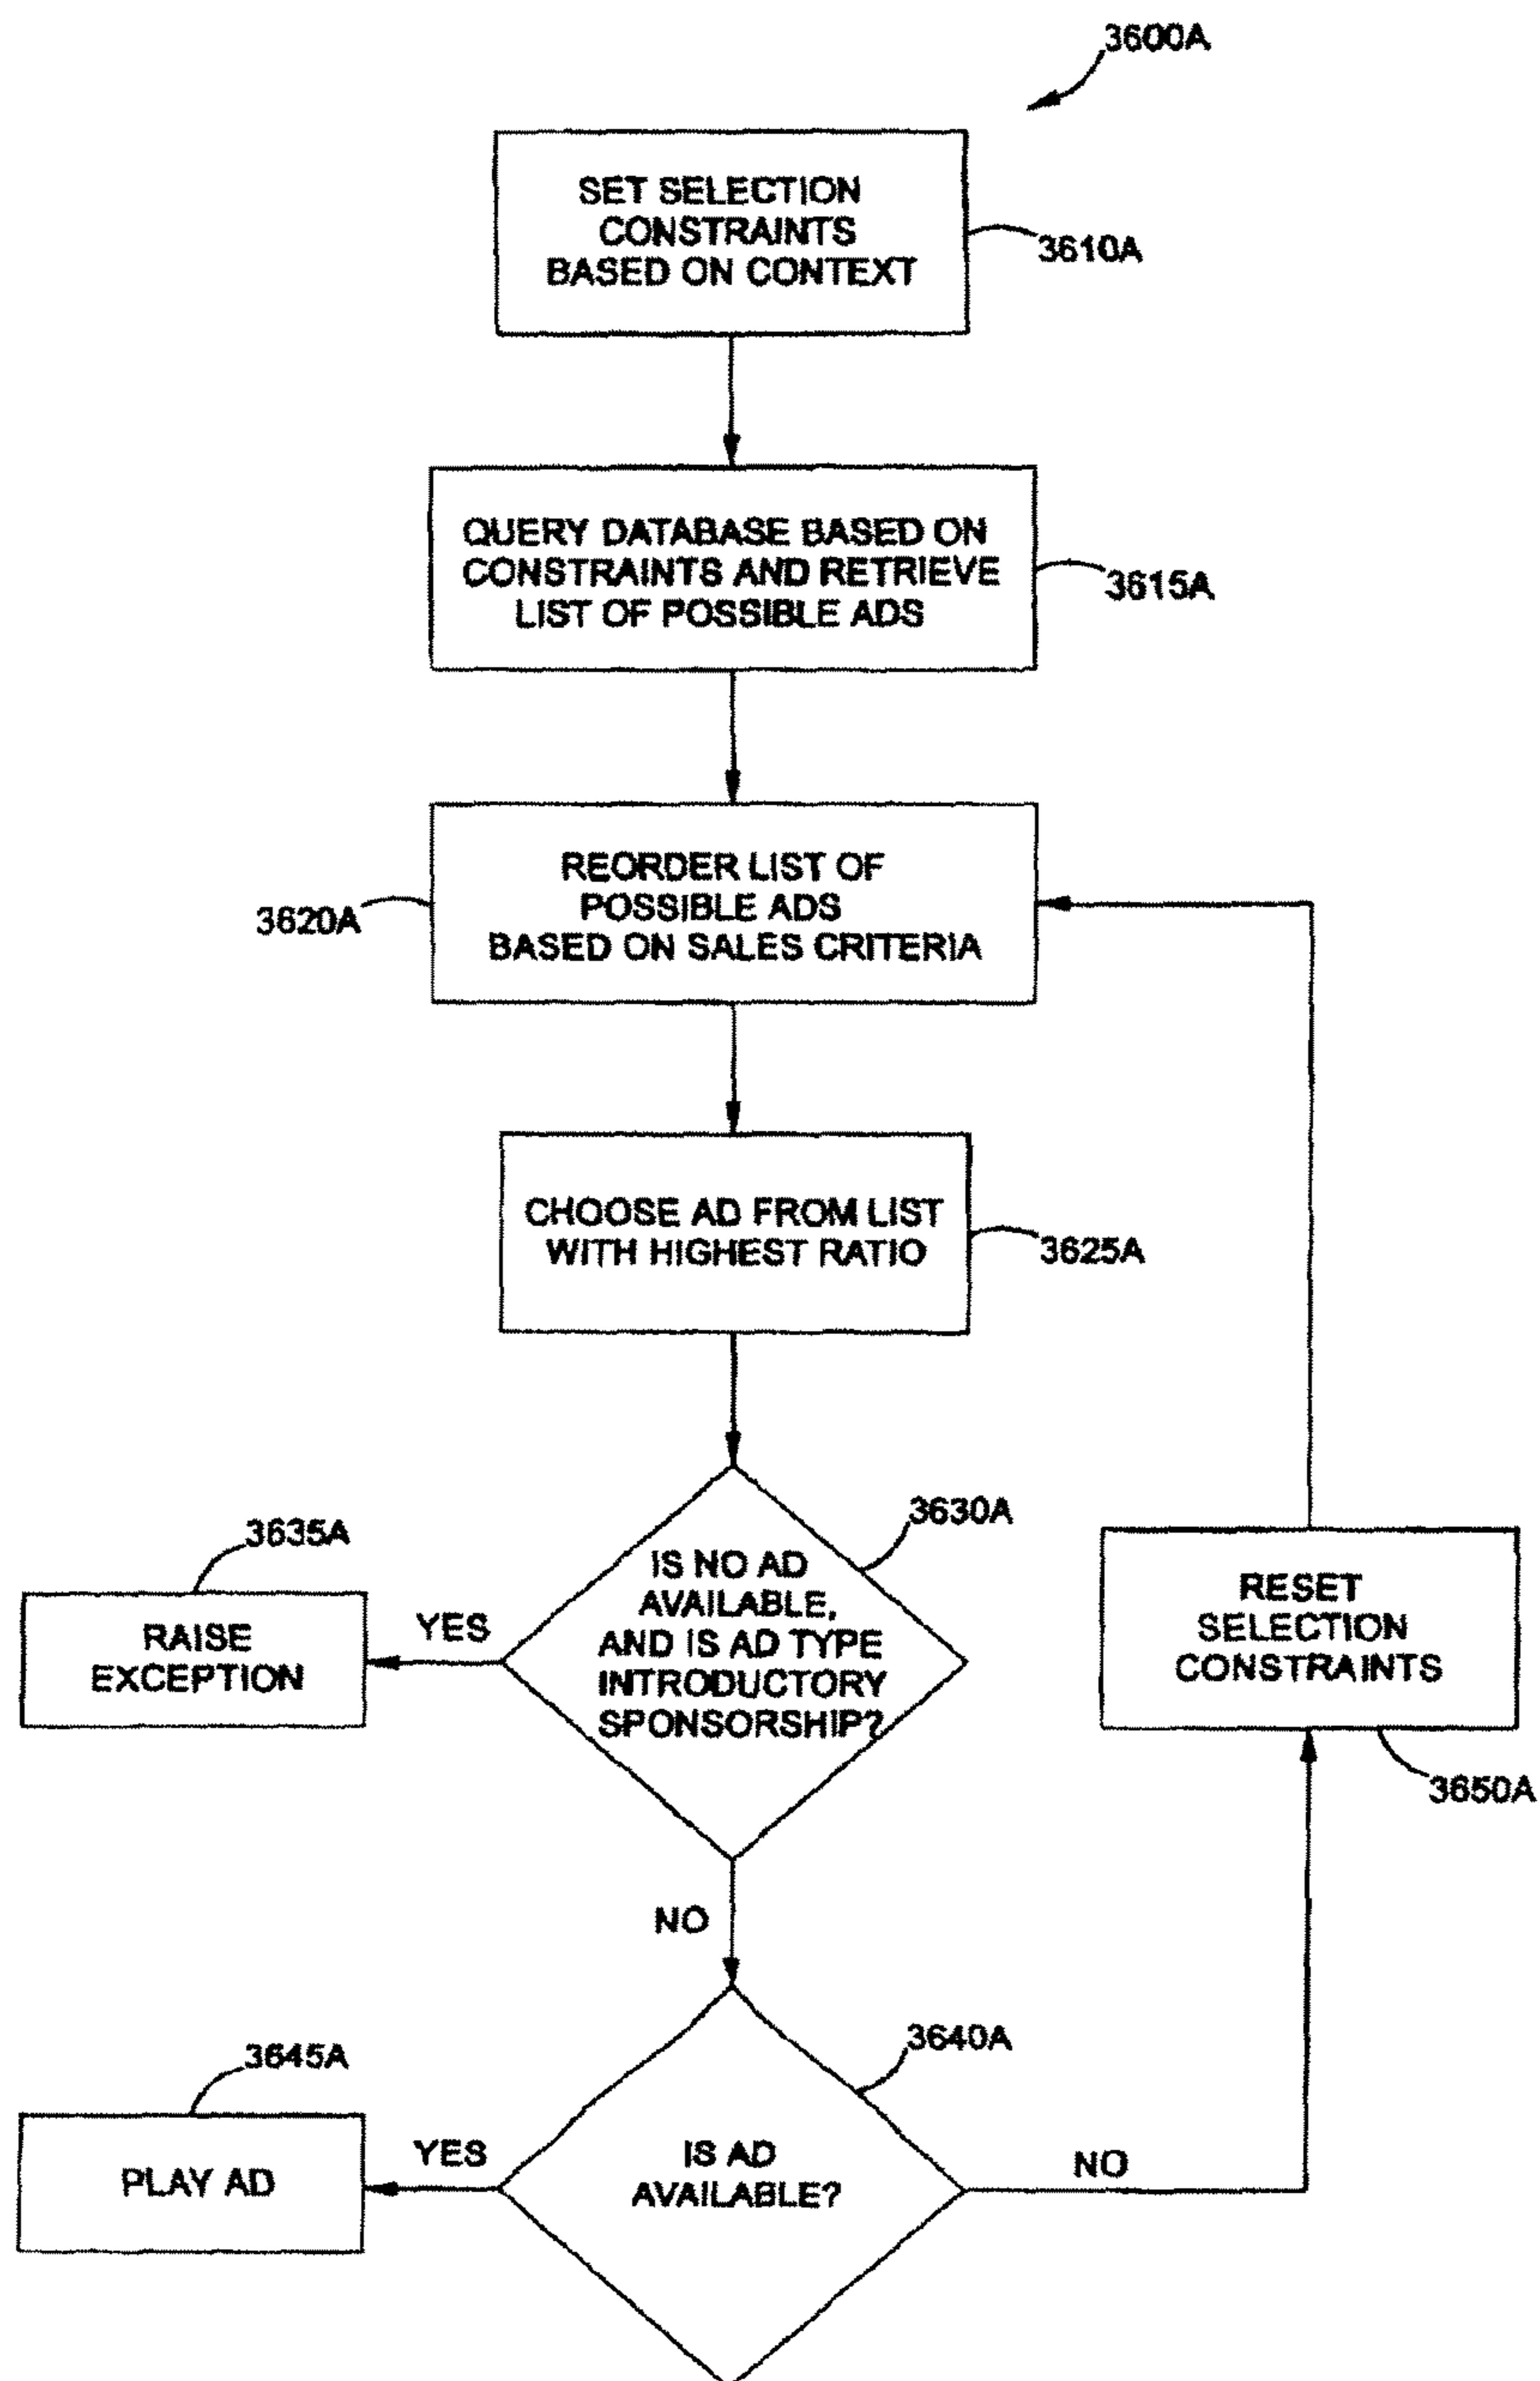 3600A
SET SELECTION
CONSTRAINTS
BASED ON CONTEXT
3610A
QUERY DATABASE BASED ON
CONSTRAINTS AND RETRIEVE
LIST OF POSSIBLE ADS
3615A
REORDER LIST OF
POSSIBLE ADS
BASED ON SALES CRITERIA
3620A
CHOOSE AD FROM LIST
WITH HIGHEST RATIO
3625A
3630A
IS NO AD
AVAILABLE,
AND IS AD TYPE
INTRODUCTORY
SPONSORSHIP?
YES
3635A
RAISE
EXCEPTION
RESET
SELECTION
CONSTRAINTS
3650A
NO
3640A
IS AD
AVAILABLE?
YES
3645A
PLAY AD
NO